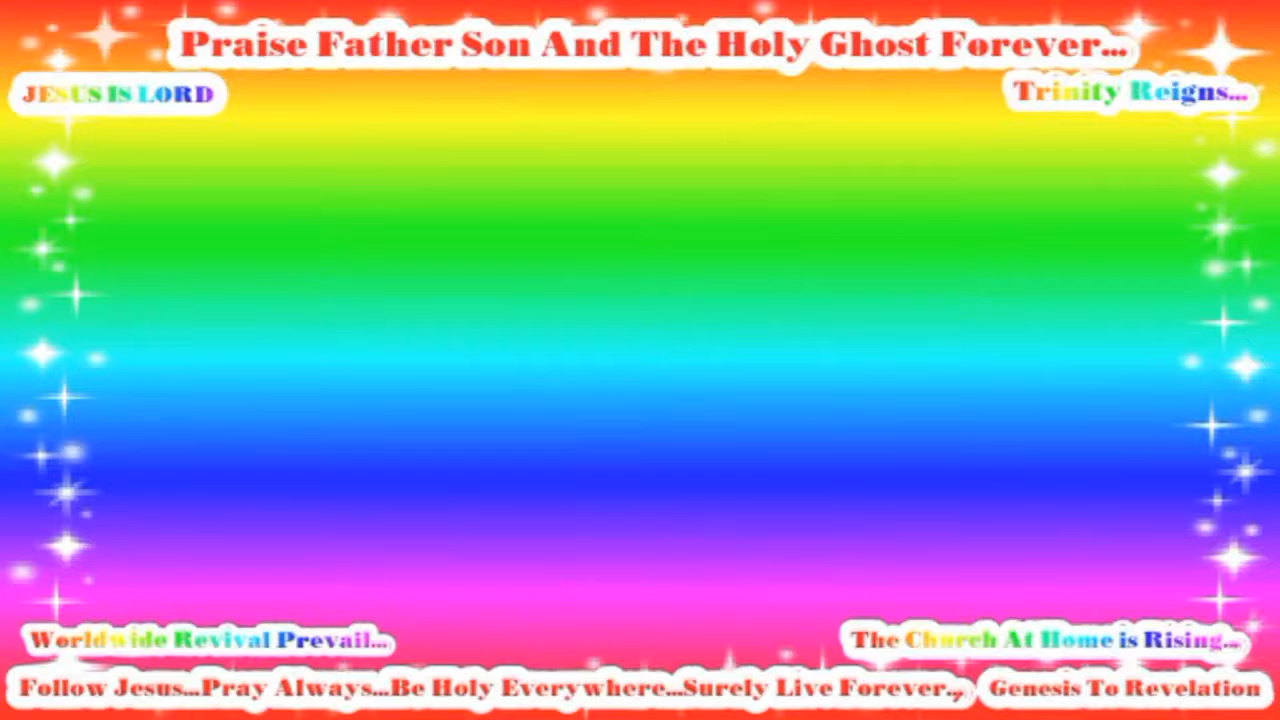 Praise Father Son And The Holy Ghost Forever...
JESUS IS LORD
Trinity Reigns...
Worldwide Revival Prevail...
The Church At Home is Rising...
Follow Jesus...Pray Always...Be Holy Everywhere...Surely Live Forever..,
Genesis To Revelation